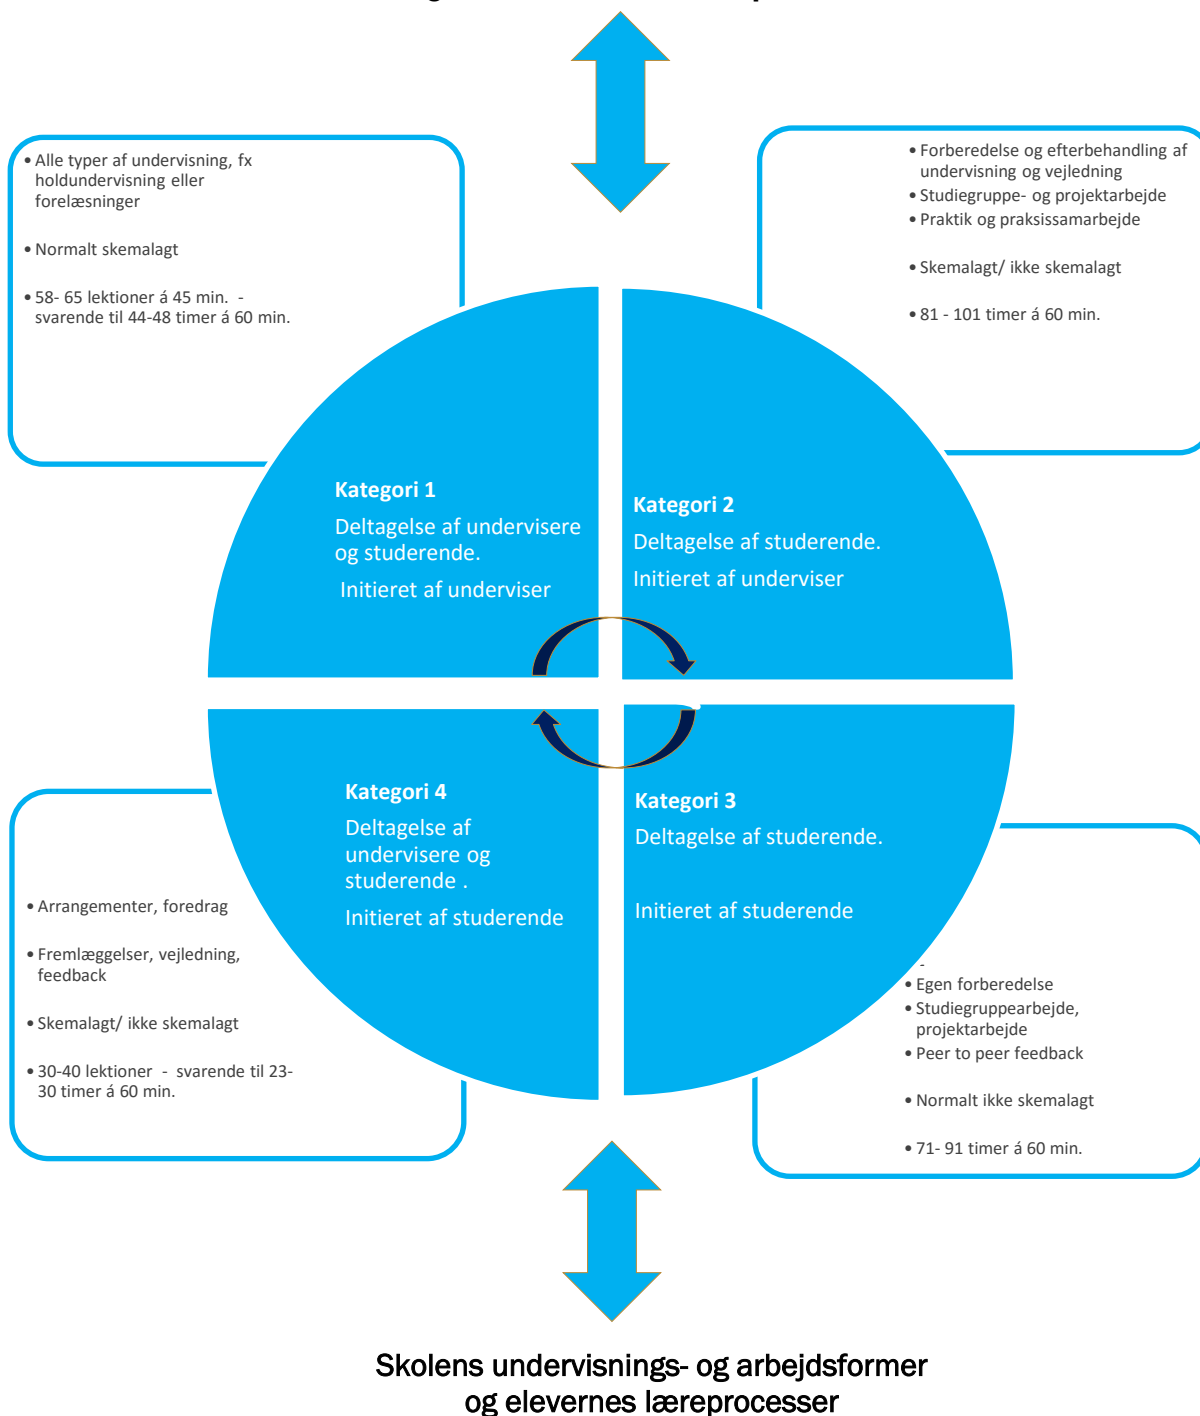 • Alle typer af undervisning, fx
holdundervisning eller
forelæsninger
• Normalt skemalagt
• 58- 65 lektioner á 45 min.  -
svarende til 44-48 timer á 60 min.
• Forberedelse og efterbehandling af
undervisning og vejledning
• Studiegruppe- og projektarbejde
• Praktik og praksissamarbejde
• Skemalagt/ ikke skemalagt
• 81 - 101 timer á 60 min.
Kategori 1
Deltagelse af undervisere
og studerende.
Initieret af underviser
Kategori 2
Deltagelse af studerende.
Initieret af underviser
Kategori 4
Deltagelse af
undervisere og
studerende .
Initieret af studerende
Kategori 3
Deltagelse af studerende.
Initieret af studerende
• Arrangementer, foredrag
• Fremlæggelser, vejledning,
feedback
• Skemalagt/ ikke skemalagt
• 30-40 lektioner  -  svarende til 23-
30 timer á 60 min.
• Egen forberedelse
• Studiegruppearbejde,
projektarbejde
• Peer to peer feedback
• Normalt ikke skemalagt
• 71- 91 timer á 60 min.
Skolens undervisnings- og arbejdsformer
og elevernes læreprocesser